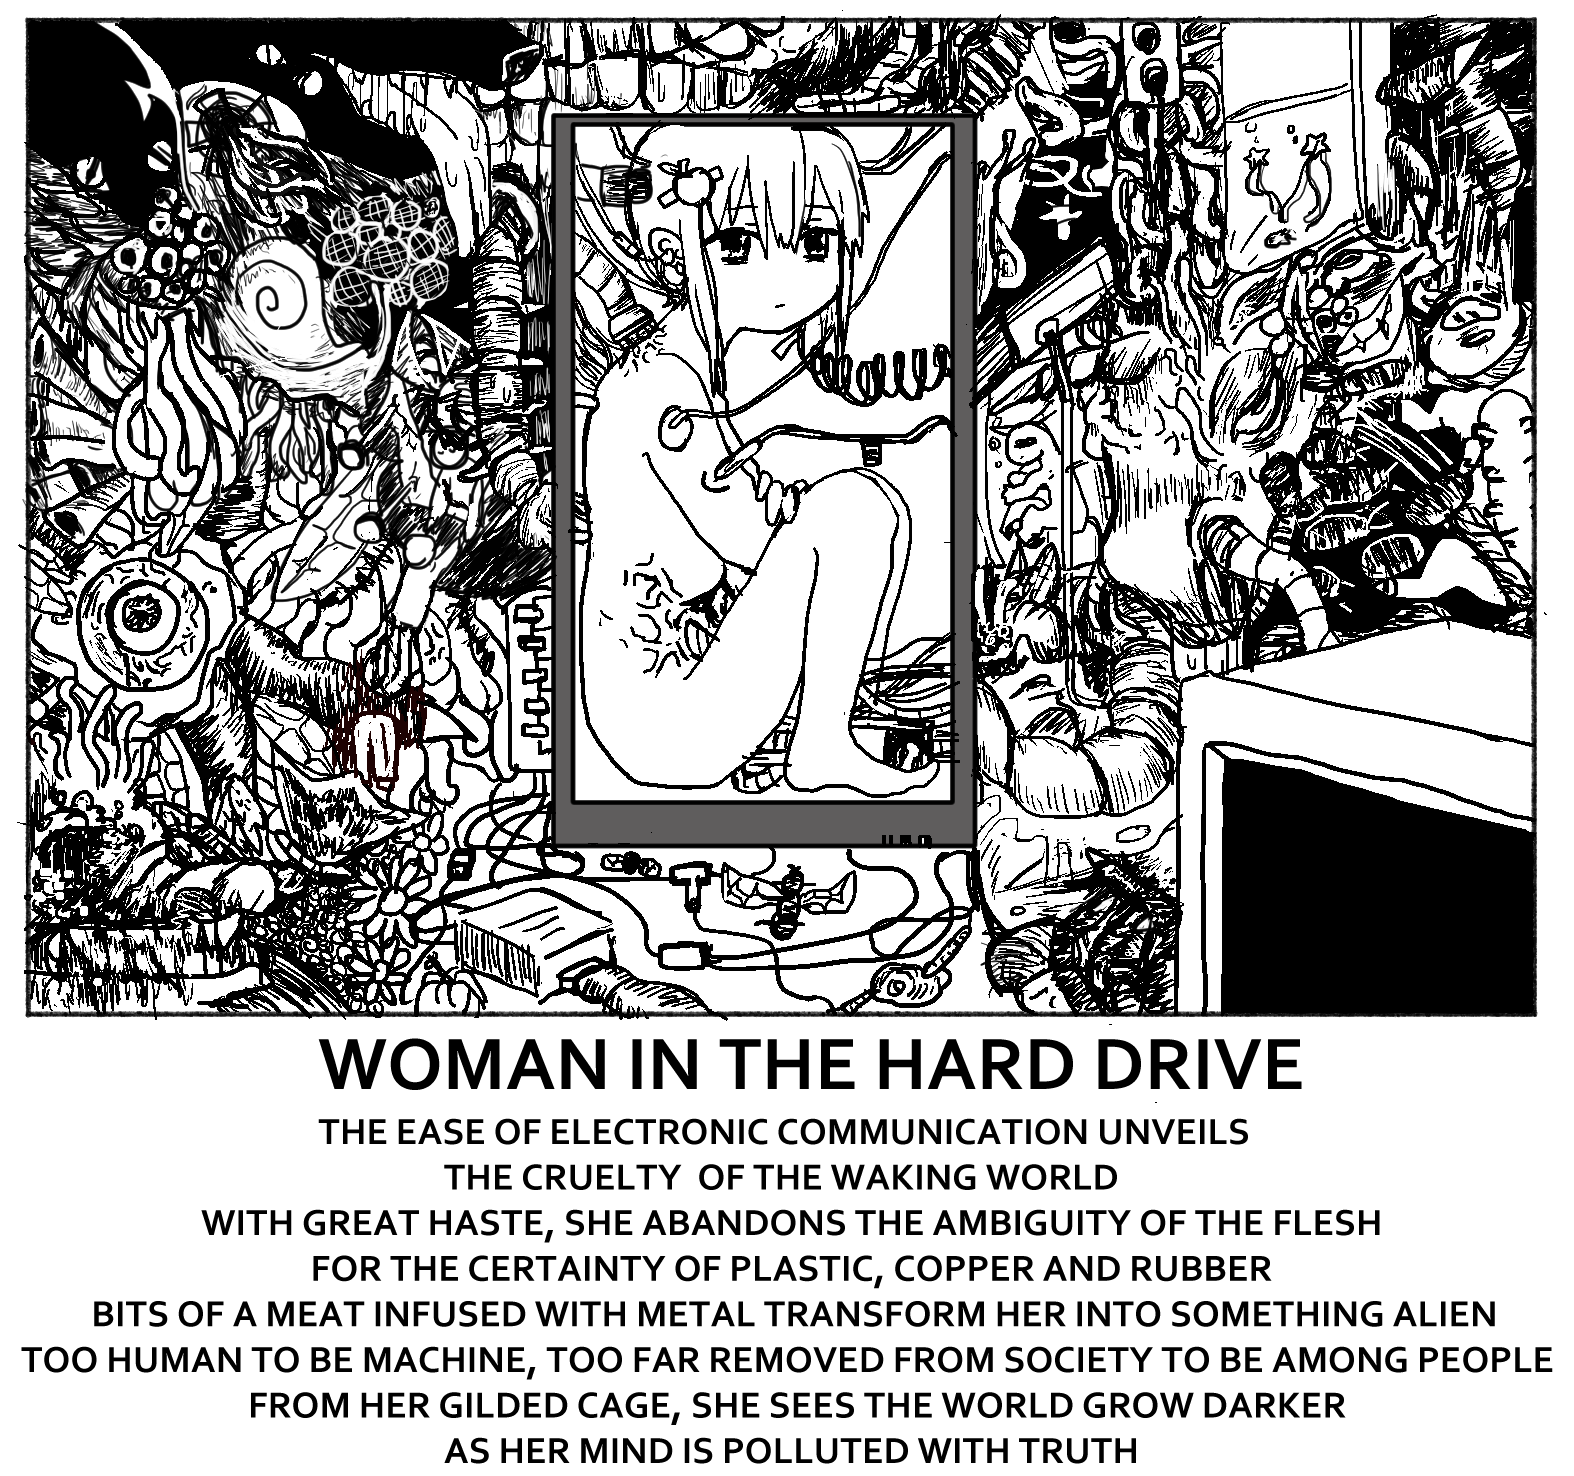 WOMAN IN THE HARD DRIVE
THE EASE OF ELECTRONIC COMMUNICATION UNVEILS
THE CRUELTY  OF THE WAKING WORLD
WITH GREAT HASTE, SHE ABANDONS THE AMBIGUITY OF THE FLESH
FOR THE CERTAINTY OF PLASTIC, COPPER AND RUBBER
BITS OF A MEAT INFUSED WITH METAL TRANSFORM HER INTO SOMETHING ALIEN
TOO HUMAN TO BE MACHINE, TOO FAR REMOVED FROM SOCIETY TO BE AMONG PEOPLE
FROM HER GILDED CAGE, SHE SEES THE WORLD GROW DARKER
AS HER MIND IS POLLUTED WITH TRUTH